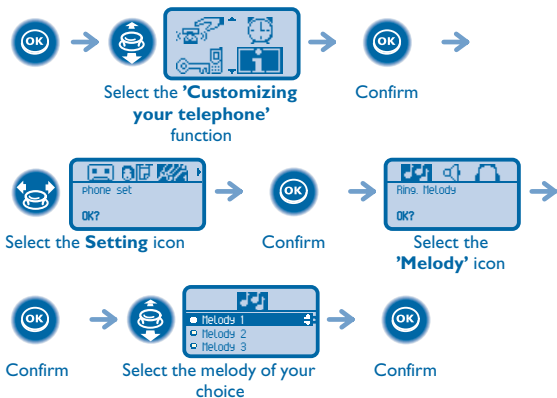 OK
OK
Select the ’Customizing
your telephone’
function
Confirm
phone set
OK?
OK
Ring. Melody
OK?
Select the Setting icon
Confirm
Select the
’Melody’ icon
OK
Melody 1
Melody 2
Melody 3
OK
Confirm
Select the melody of your
choice
Confirm